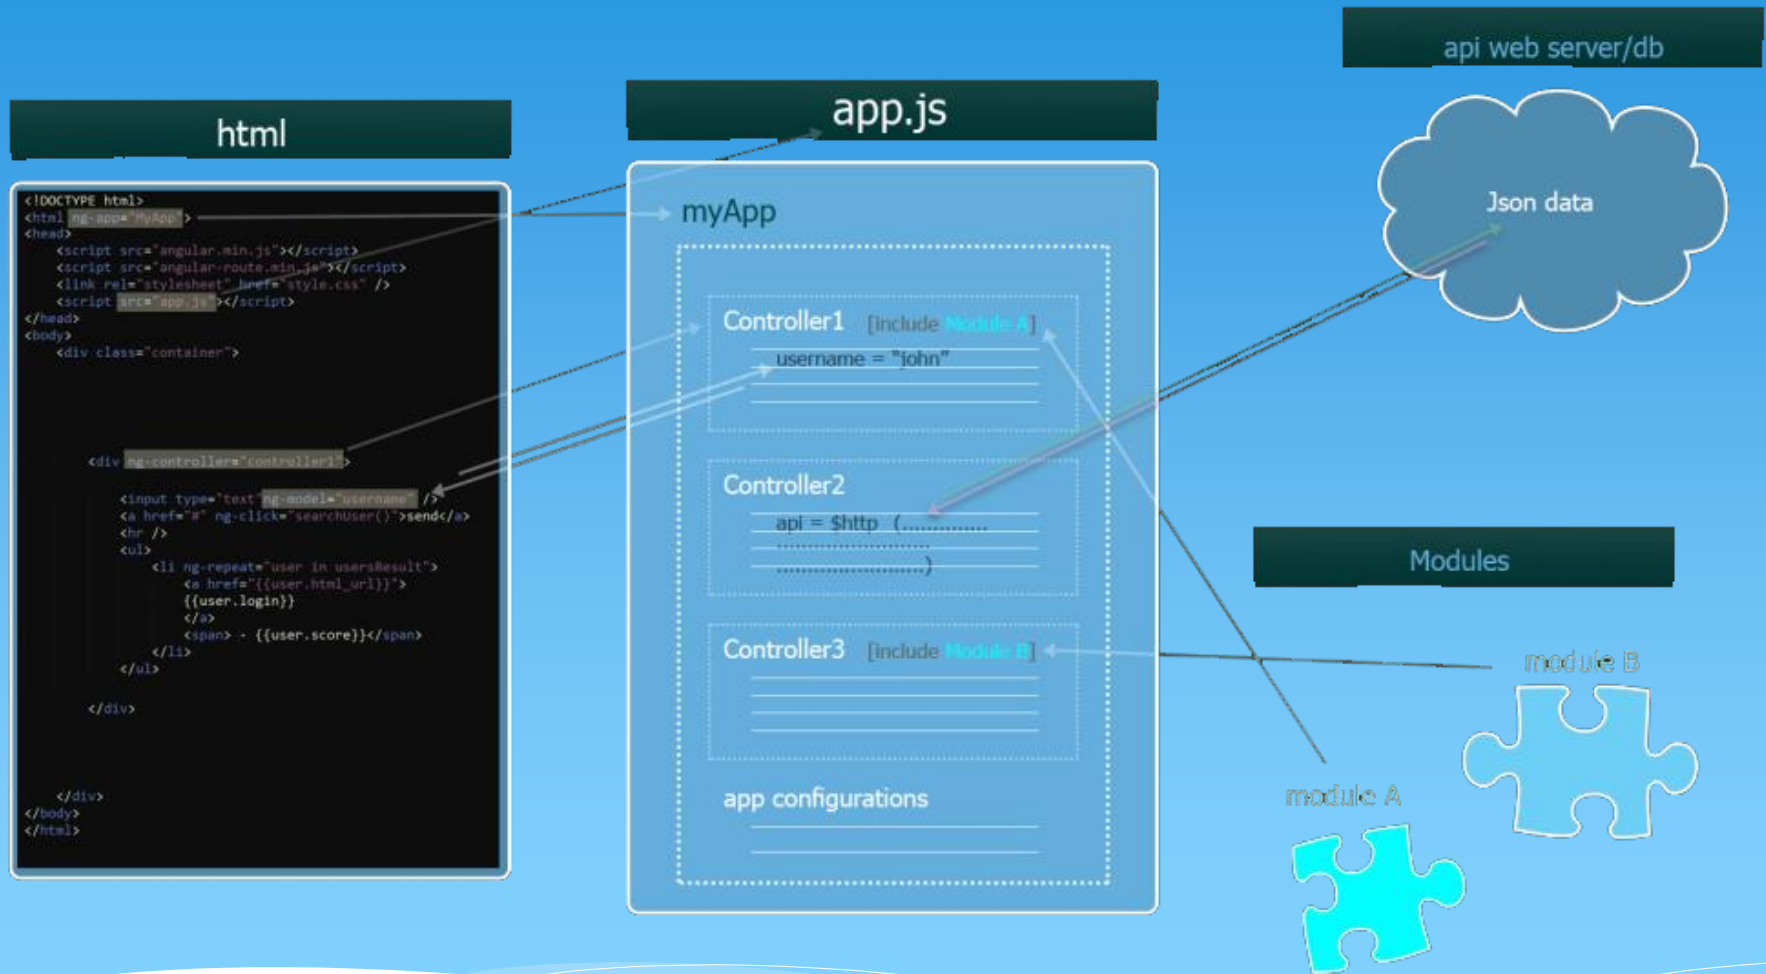 html
<!DOCTYPE html>
<html ng-app="MyApp">
<head>
<script src="angular.min.js"></script>
<script src="angular-route.min.js"></script>
<link rel="stylesheet" href="style.css" />
<script src="app.js"></script>
</head>
<body>
<div class="container">
<div ng-controller="controller1">
<input type="text" ng-model="username" />
<a href="#" ng-click="searchUser()">send</a>
<hr />
<ul>
<li ng-repeat="user in usersResult">
<a href="{{user.html_url}}">
{{user.login}}
</a>
<span> - {{user.score}}</span>
</li>
</ul>
</div>
</div>
</body>
</html>
app.js
myApp
Controller1 [include Module A]
username = "john"
Controller2
api = $http (..............
.........................
........................)
Controller3 [include Module B]
app configurations
api web server/db
Json data
Modules
module B
module A